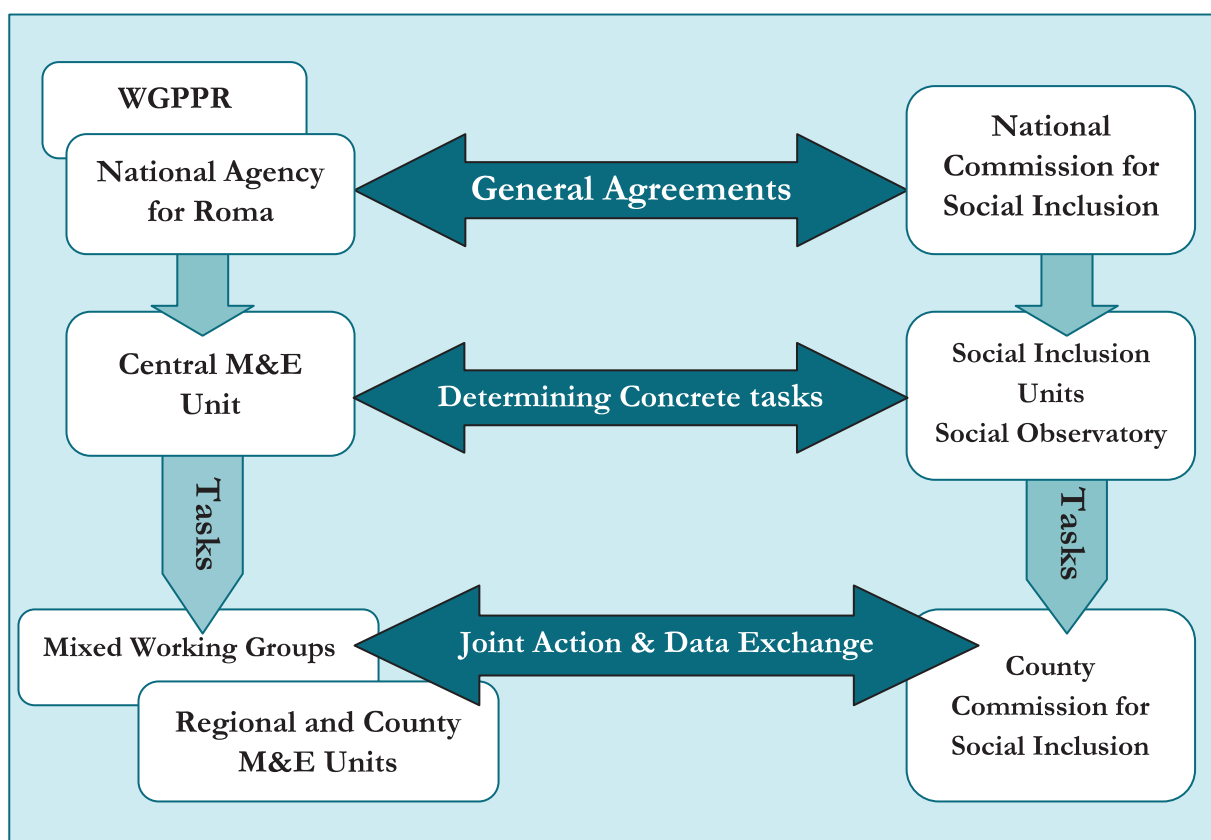 WGPPR
National Agency
for Roma
General Agreements
National
Commission for
Social Inclusion
Central M&E
Unit
Determining Concrete tasks
Social Inclusion
Units
Social Observatory
Tasks
Tasks
Mixed Working Groups
Regional and County
M&E Units
Joint Action & Data Exchange
County
Commission for
Social Inclusion